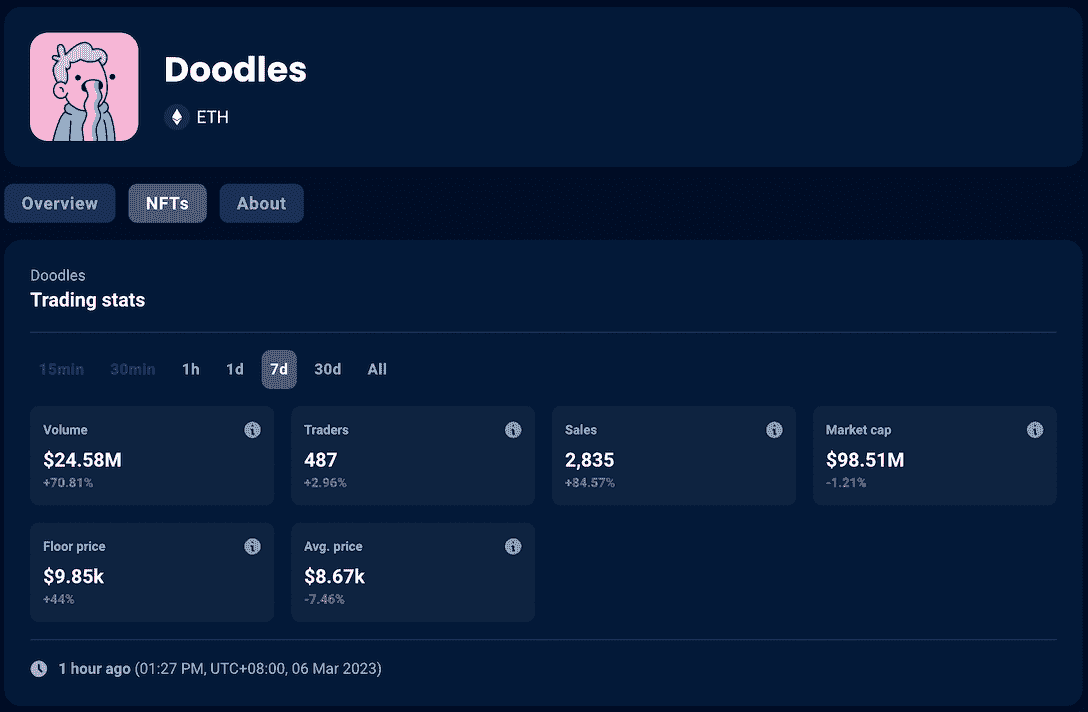 Doodles
ETH
Overview NFTs About
Doodles
Trading stats
15min 30min 1h 1d 7d 30d All
Volume Traders Sales Market cap
$24.58M 487 2,835 $98.51M
+70.81% +2.96% +84.57% -1.21%
Floor price Avg. price
$9.85k $8.67k
+44% -7.46%
1 hour ago (01:27 PM, UTC+08:00, 06 Mar 2023)